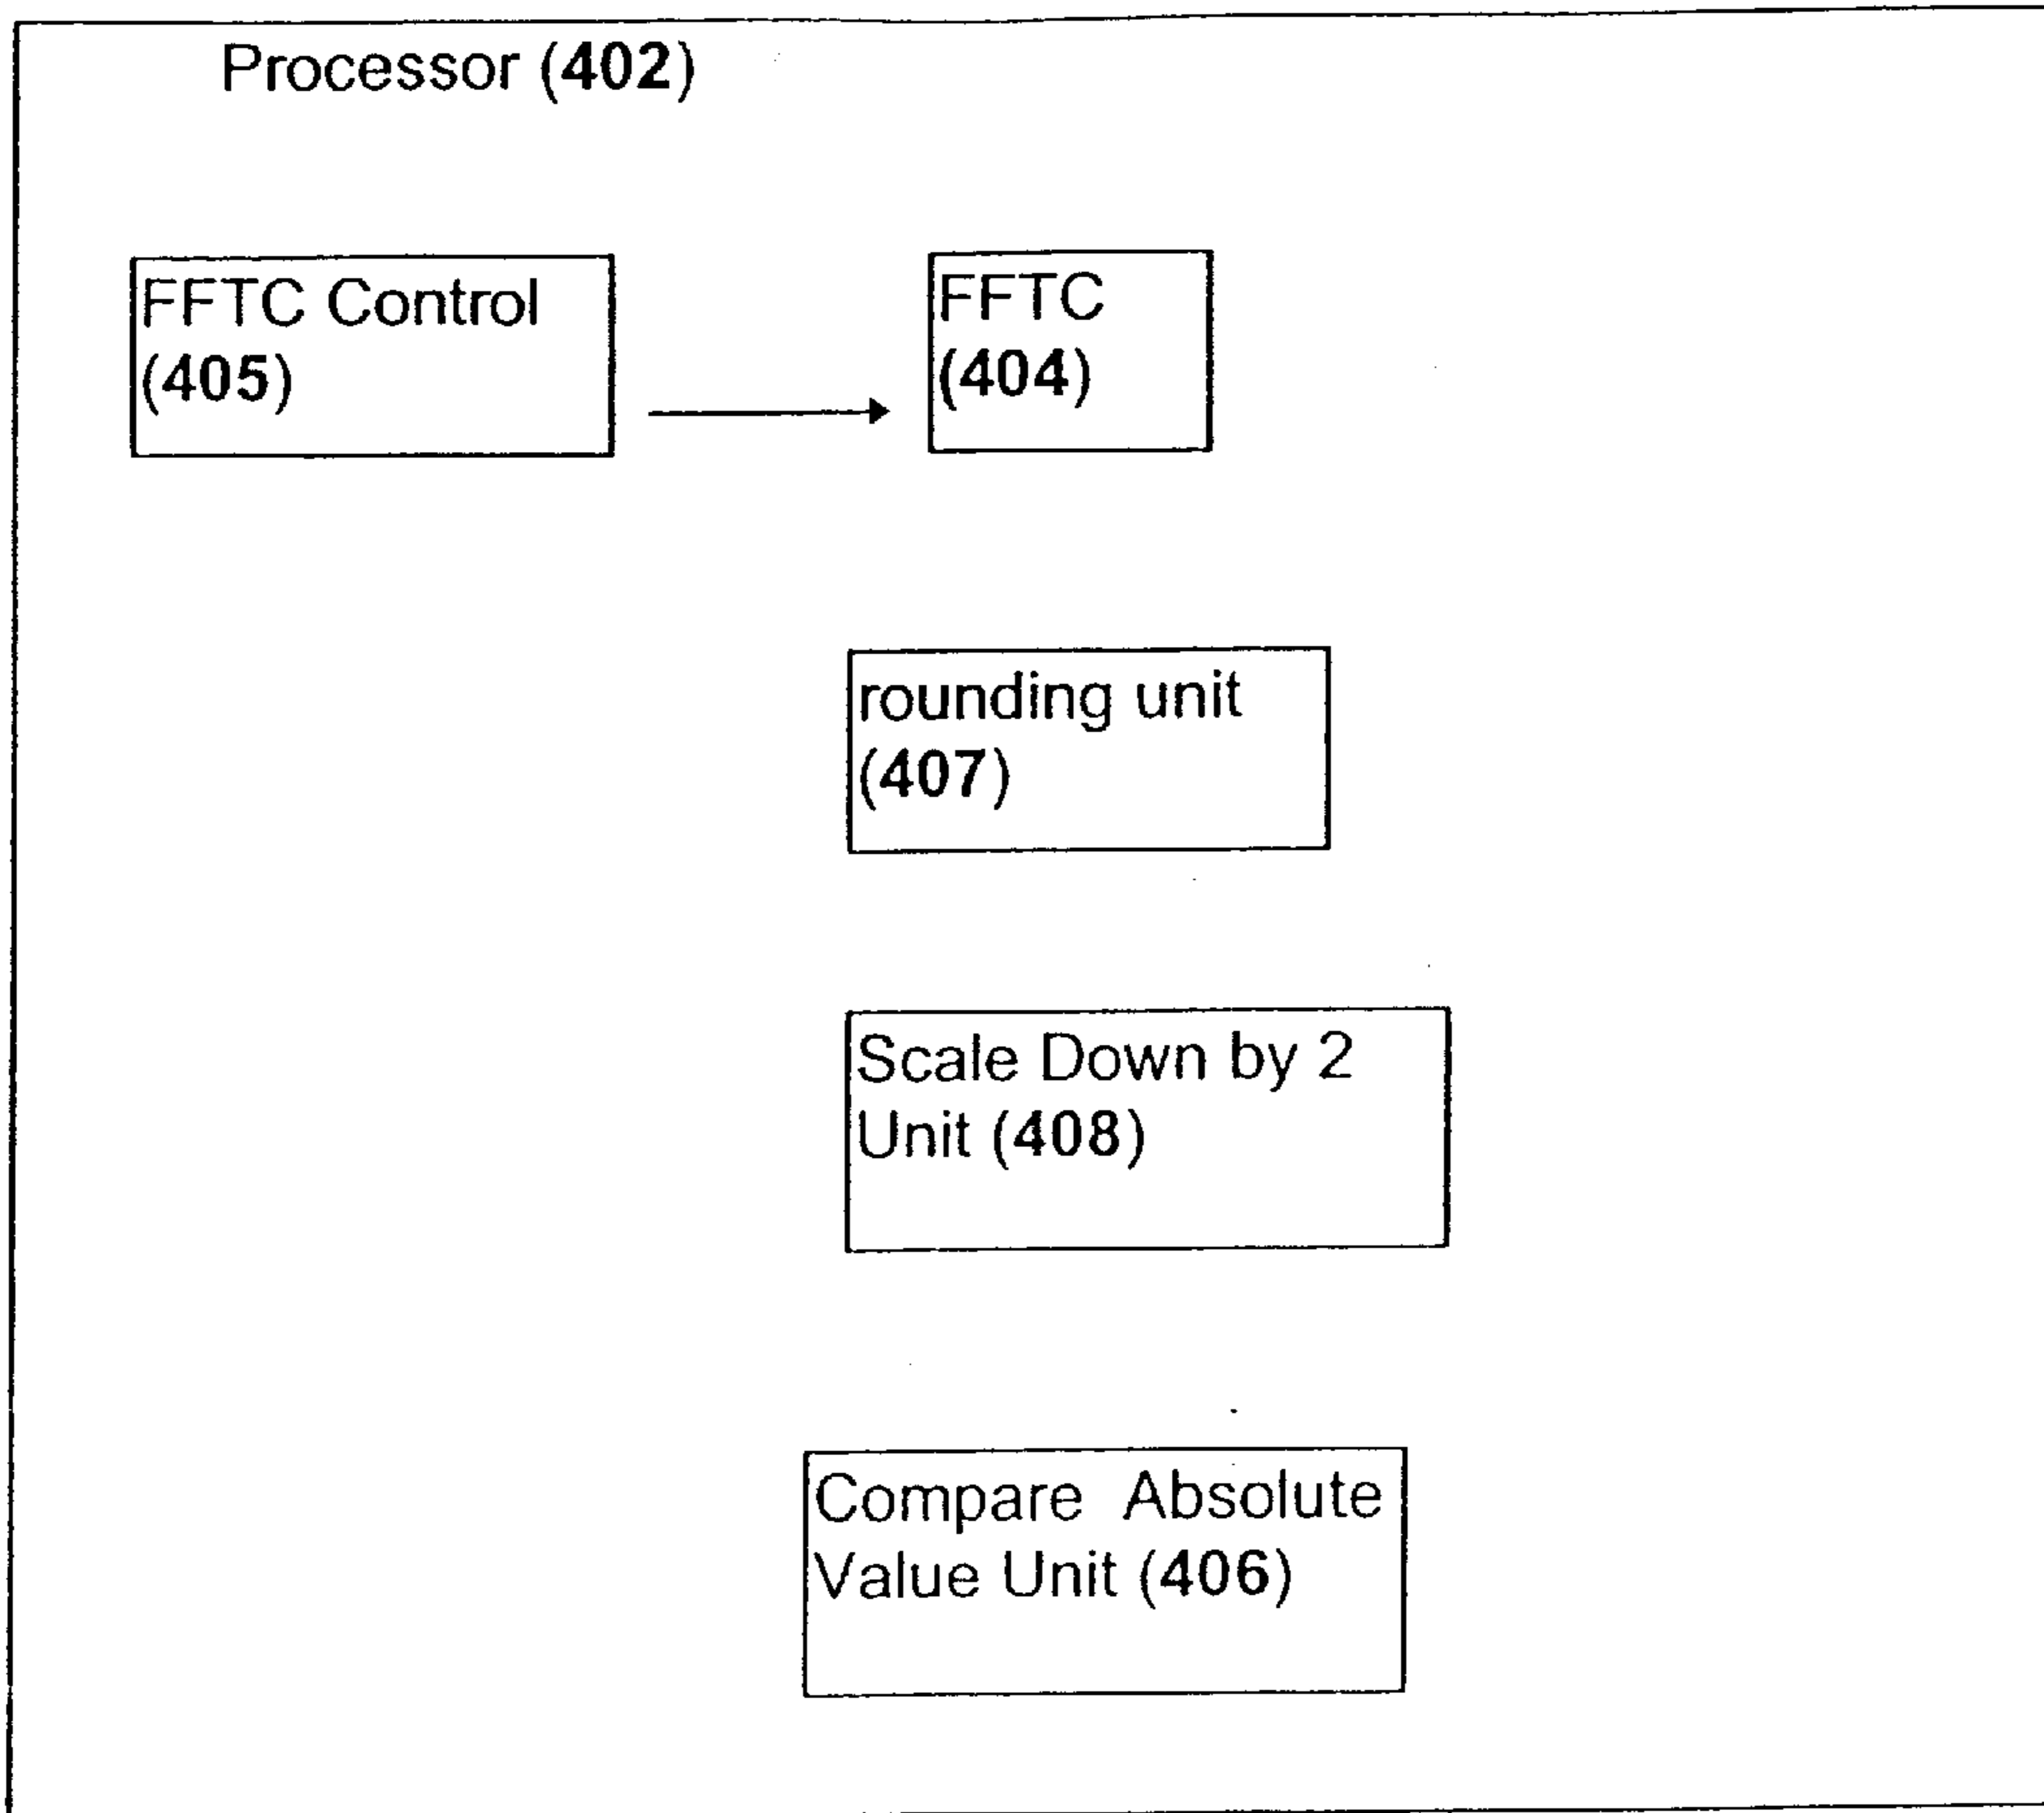 Processor (402)
FFTC Control
(405)
FFTC
(404)
rounding unit
(407)
Scale Down by 2
Unit (408)
Compare Absolute
Value Unit (406)